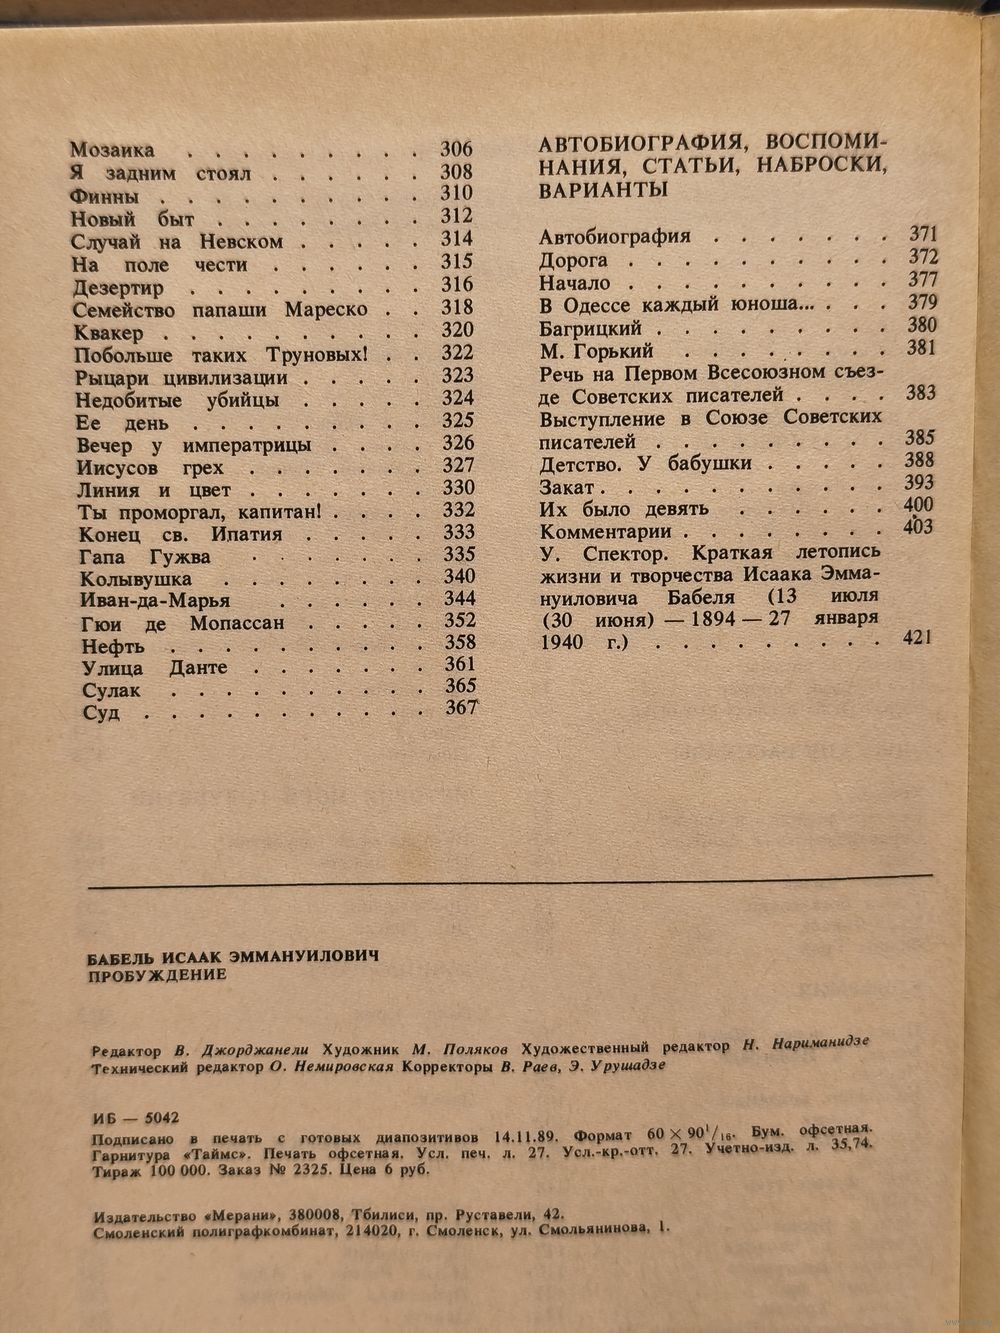 Мозаика . . . . . . . . . 306
Я задним стоял . . . . . . 308
Финны . . . . . . . . . . 310
Новый быт . . . . . . . . 312
Случай на Невском . . . . . 314
На поле чести . . . . . . 315
Дезертир . . . . . . . . . 316
Семейство папаши Мареско . . 318
Квакер . . . . . . . . . . 320
Побольше таких Труновых! . . 322
Рыцари цивилизации . . . . . 323
Недобитые убийцы . . . . . 324
Ее день . . . . . . . . . 325
Вечер у императрицы . . . . 326
Иисусов грех . . . . . . . 327
Линия и цвет . . . . . . . 330
Ты проморгал, капитан! . . . . 332
Конец св. Ипатия . . . . . 333
Гапа Гужва . . . . . . . 335
Колывушка . . . . . . . . 340
Иван-да-Марья . . . . . . 344
Гюи де Мопассан . . . . . 352
Нефть . . . . . . . . . . 358
Улица Данте . . . . . . . 361
Сулак . . . . . . . . . . 365
Суд . . . . . . . . . . . 367
АВТОБИОГРАФИЯ, ВОСПОМИ-
НАНИЯ, СТАТЬИ, НАБРОСКИ,
ВАРИАНТЫ
Автобиография . . . . . . . 371
Дорога . . . . . . . . . . 372
Начало . . . . . . . . . . 377
В Одессе каждый юноша... . . . 379
Багрицкий . . . . . . . . . 380
М. Горький . . . . . . . . 381
Речь на Первом Всесоюзном съез-
де Советских писателей . . . . 383
Выступление в Союзе Советских
писателей . . . . . . . . . 385
Детство. У бабушки . . . . . 388
Закат . . . . . . . . . . . 393
Их было девять . . . . . . 400
Комментарии . . . . . . . . 403
У. Спектор. Краткая летопись
жизни и творчества Исаака Эмма-
нуиловича Бабеля (13 июля
(30 июня) — 1894 — 27 января
1940 г.) . . . . . . . . . 421
БАБЕЛЬ ИСААК ЭММАНУИЛОВИЧ
ПРОБУЖДЕНИЕ
Редактор В. Джорджанели Художник М. Поляков Художественный редактор Н. Нариманидзе
Технический редактор О. Немировская Корректоры В. Раев, Э. Урушадзе
ИБ — 5042
Подписано в печать с готовых диапозитивов 14.11.89. Формат 60 × 90¹/₁₆. Бум. офсетная.
Гарнитура «Таймс». Печать офсетная. Усл. печ. л. 27. Усл.-кр.-отт. 27. Учетно-изд. л. 35,74.
Тираж 100 000. Заказ № 2325. Цена 6 руб.
Издательство «Мерани», 380008, Тбилиси, пр. Руставели, 42.
Смоленский полиграфкомбинат, 214020, г. Смоленск, ул. Смольянинова, 1.